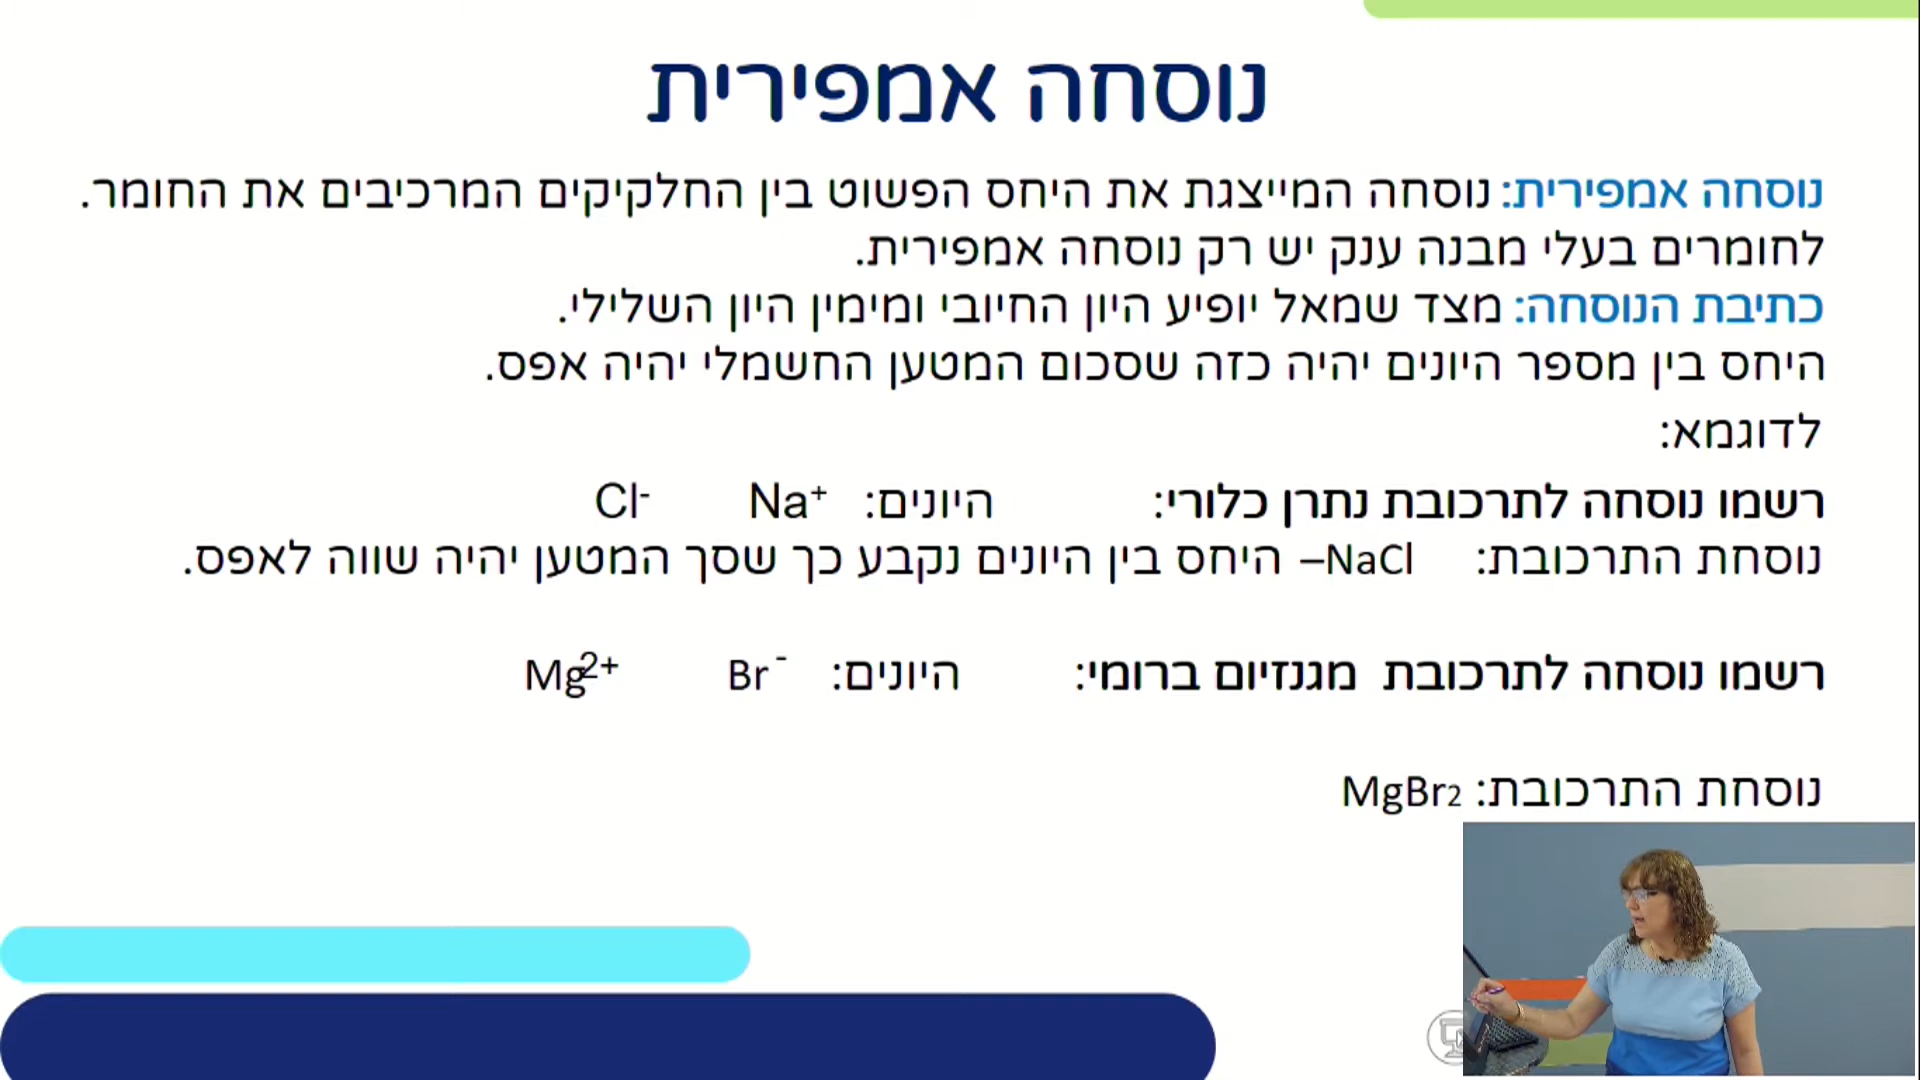 נוסחה אמפירית
נוסחה אמפירית: נוסחה המייצגת את היחס הפשוט בין החלקיקים המרכיבים את החומר.
לחומרים בעלי מבנה ענק יש רק נוסחה אמפירית.
כתיבת הנוסחה: מצד שמאל יופיע היון החיובי ומימין היון השלילי.
היחס בין מספר היונים יהיה כזה שסכום המטען החשמלי יהיה אפס.
לדוגמא:
רשמו נוסחה לתרכובת נתרן כלורי: היונים: Na⁺ Cl⁻
נוסחת התרכובת: NaCl– היחס בין היונים נקבע כך שסך המטען יהיה שווה לאפס.
רשמו נוסחה לתרכובת מגנזיום ברומי: היונים: Br⁻ Mg²⁺
נוסחת התרכובת: MgBr₂